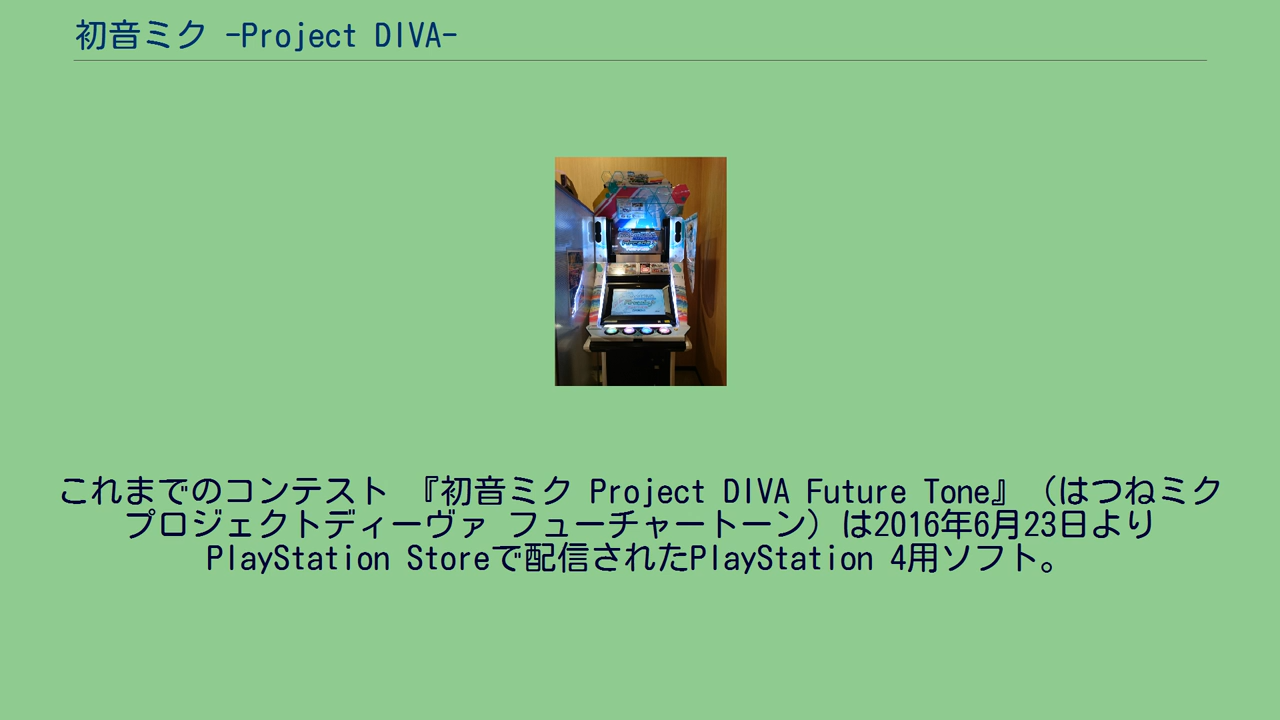 初音ミク -Project DIVA-
これまでのコンテスト 『初音ミク Project DIVA Future Tone』（はつねミク
プロジェクトディーヴァ フューチャートーン）は2016年6月23日より
PlayStation Storeで配信されたPlayStation 4用ソフト。